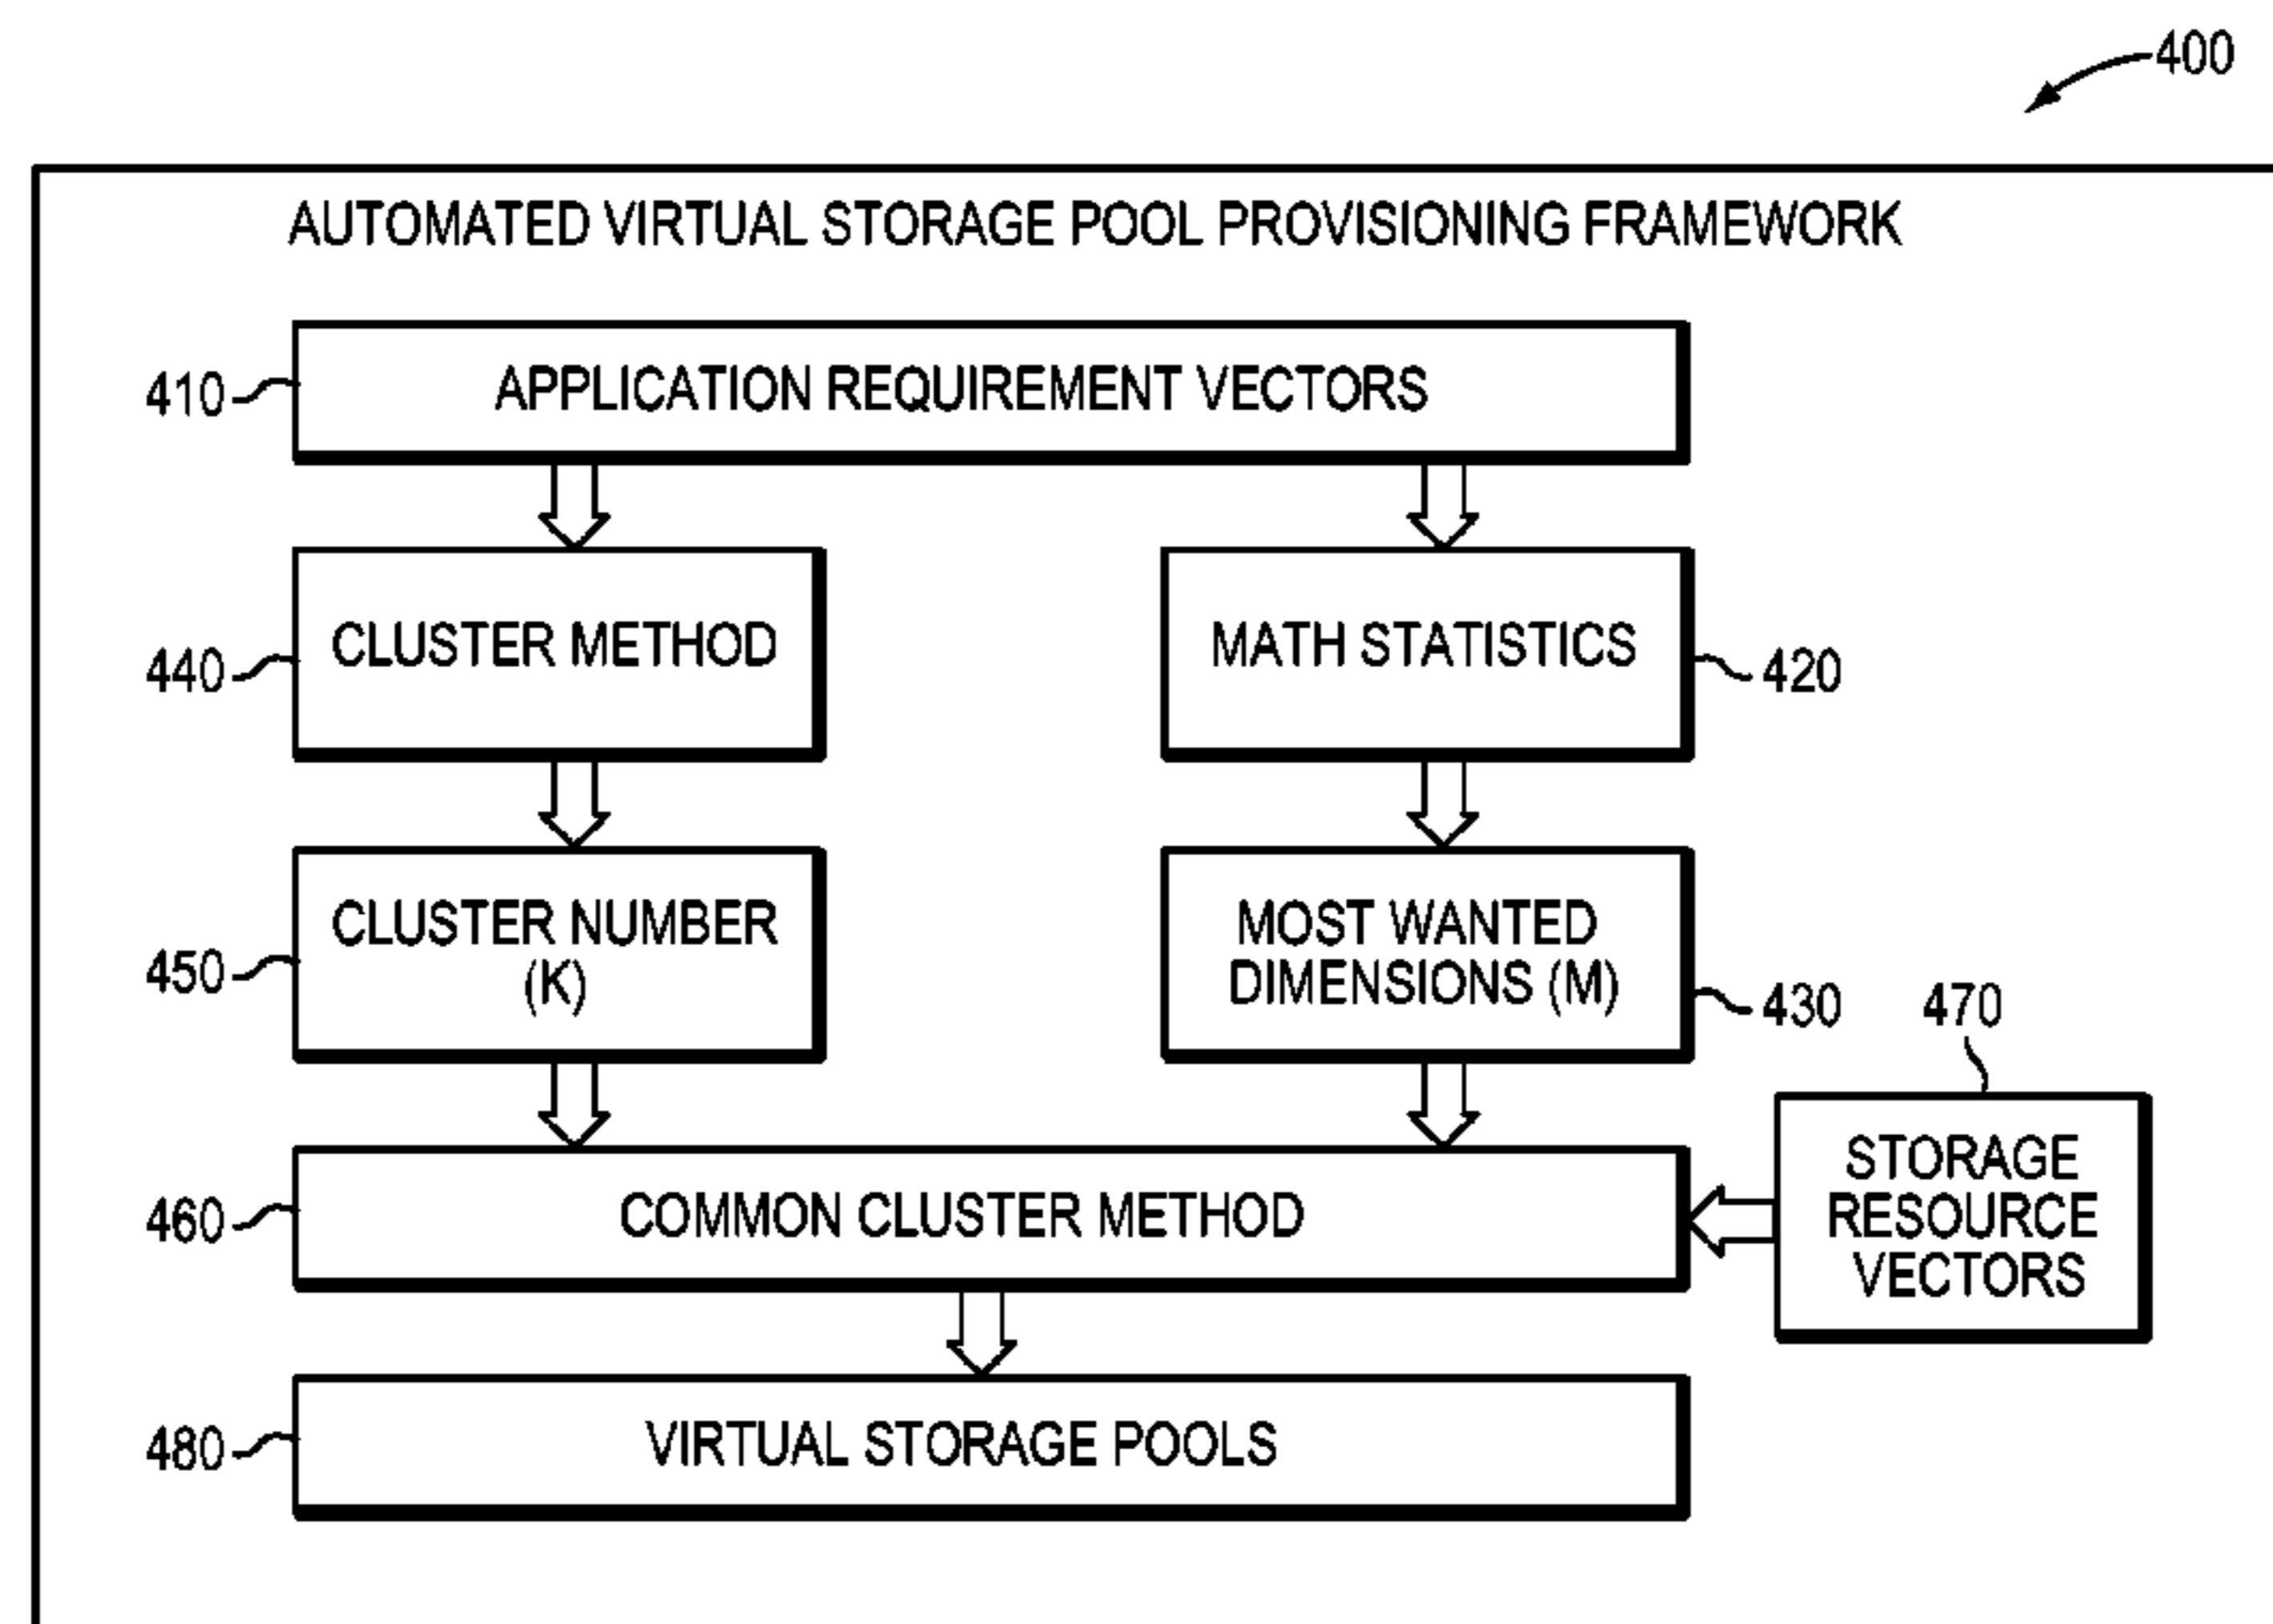 400
AUTOMATED VIRTUAL STORAGE POOL PROVISIONING FRAMEWORK
410
APPLICATION REQUIREMENT VECTORS
440
CLUSTER METHOD
MATH STATISTICS
420
450
CLUSTER NUMBER
(K)
MOST WANTED
DIMENSIONS (M)
430
470
STORAGE
RESOURCE
VECTORS
460
COMMON CLUSTER METHOD
480
VIRTUAL STORAGE POOLS